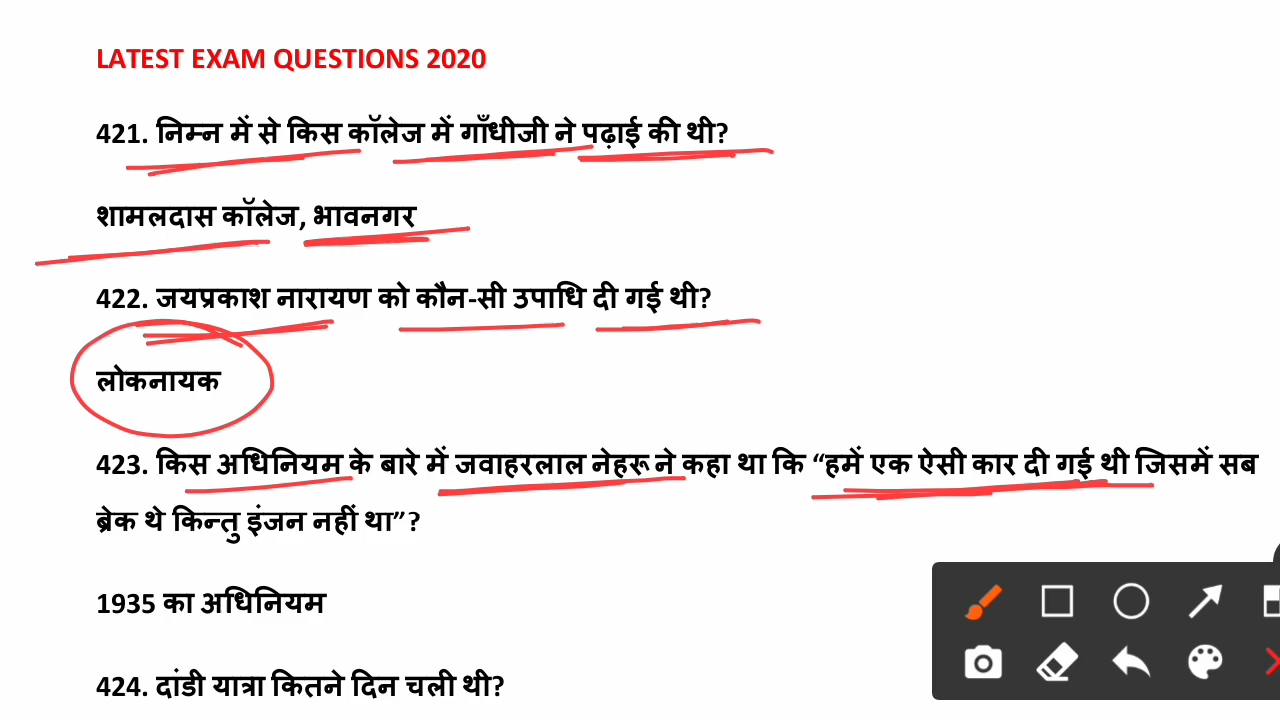 LATEST EXAM QUESTIONS 2020
421. निम्न में से किस कॉलेज में गाँधीजी ने पढ़ाई की थी?
शामलदास कॉलेज, भावनगर
422. जयप्रकाश नारायण को कौन-सी उपाधि दी गई थी?
लोकनायक
423. किस अधिनियम के बारे में जवाहरलाल नेहरू ने कहा था कि “हमें एक ऐसी कार दी गई थी जिसमें सब
ब्रेक थे किन्तु इंजन नहीं था”?
1935 का अधिनियम
424. दांडी यात्रा कितने दिन चली थी?